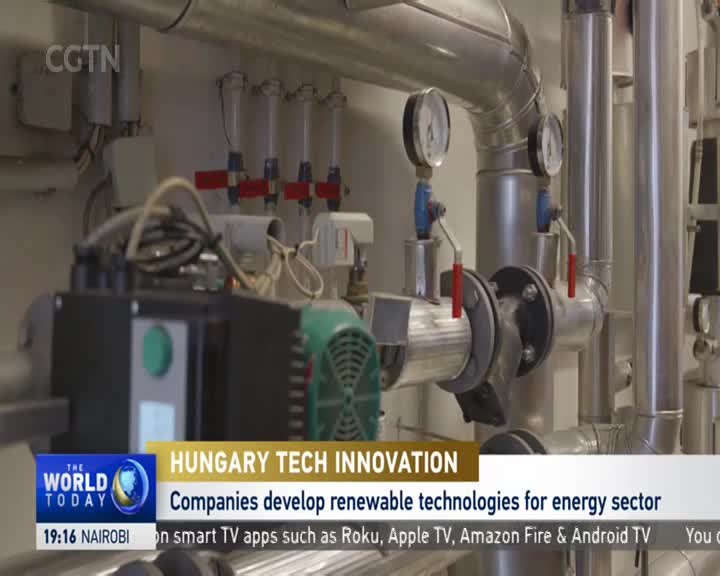 CGTN
HUNGARY TECH INNOVATION
THE WORLD TODAY
Companies develop renewable technologies for energy sector
19:16 NAIROBI
on smart TV apps such as Roku, Apple TV, Amazon Fire & Android TV You